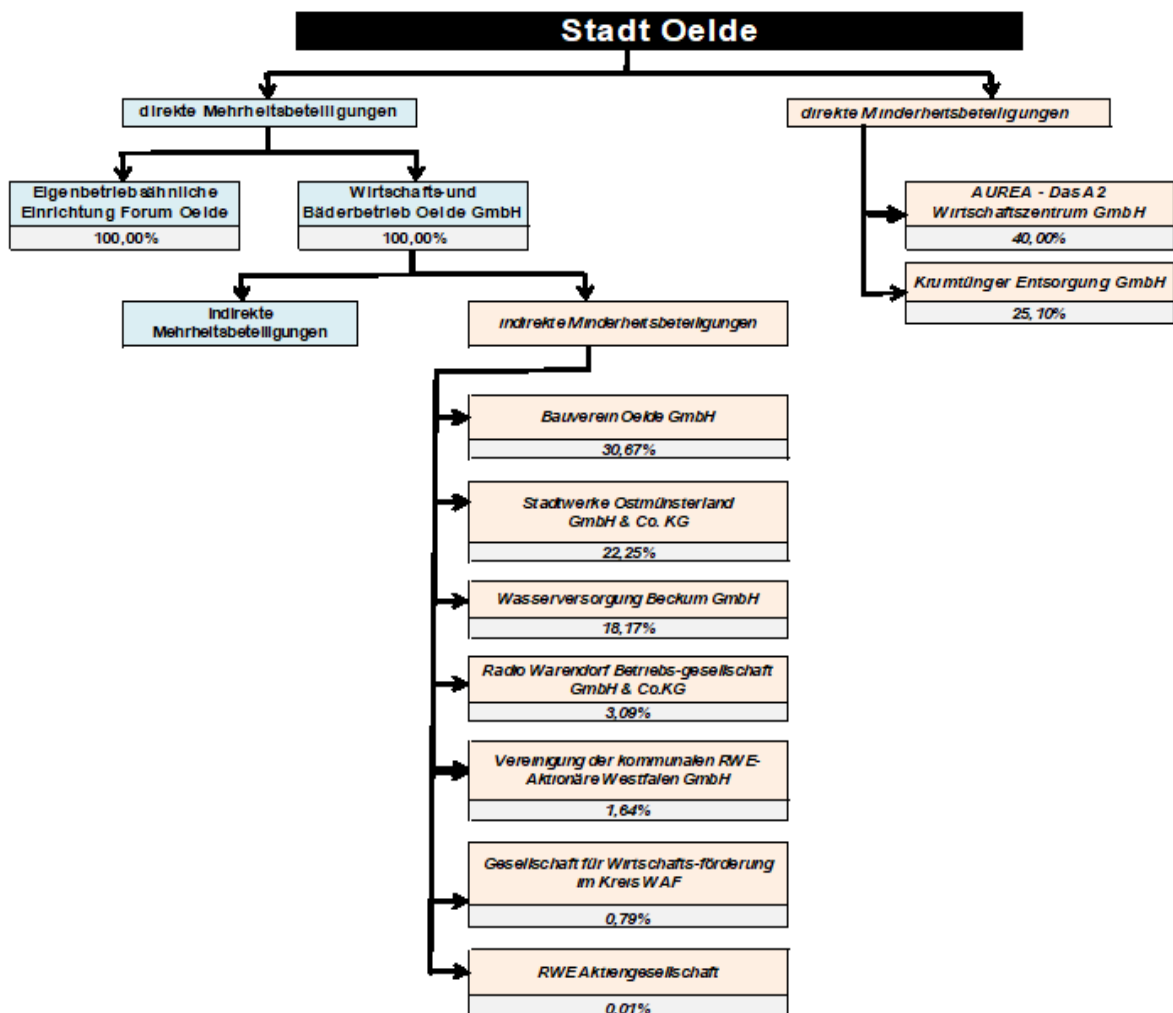 Stadt Oelde
direkte Mehrheitsbeteiligungen
direkte Minderheitsbeteiligungen
Eigenbetriebsähnliche
Einrichtung Forum Oelde
100,00%
Wirtschafts-und
Bäderbetrieb Oelde GmbH
100,00%
AUREA - Das A2
Wirtschaftszentrum GmbH
40,00%
Krumtünger Entsorgung GmbH
25,10%
indirekte
Mehrheitsbeteiligungen
indirekte Minderheitsbeteiligungen
Bauverein Oelde GmbH
30,67%
Stadtwerke Ostmünsterland
GmbH & Co. KG
22,25%
Wasserversorgung Beckum GmbH
18,17%
Radio Warendorf Betriebs-gesellschaft
GmbH & Co.KG
3,09%
Vereinigung der kommunalen RWE-
Aktionäre Westfalen GmbH
1,64%
Gesellschaft für Wirtschafts-förderung
im Kreis WAF
0,79%
RWE Aktiengesellschaft
0,01%